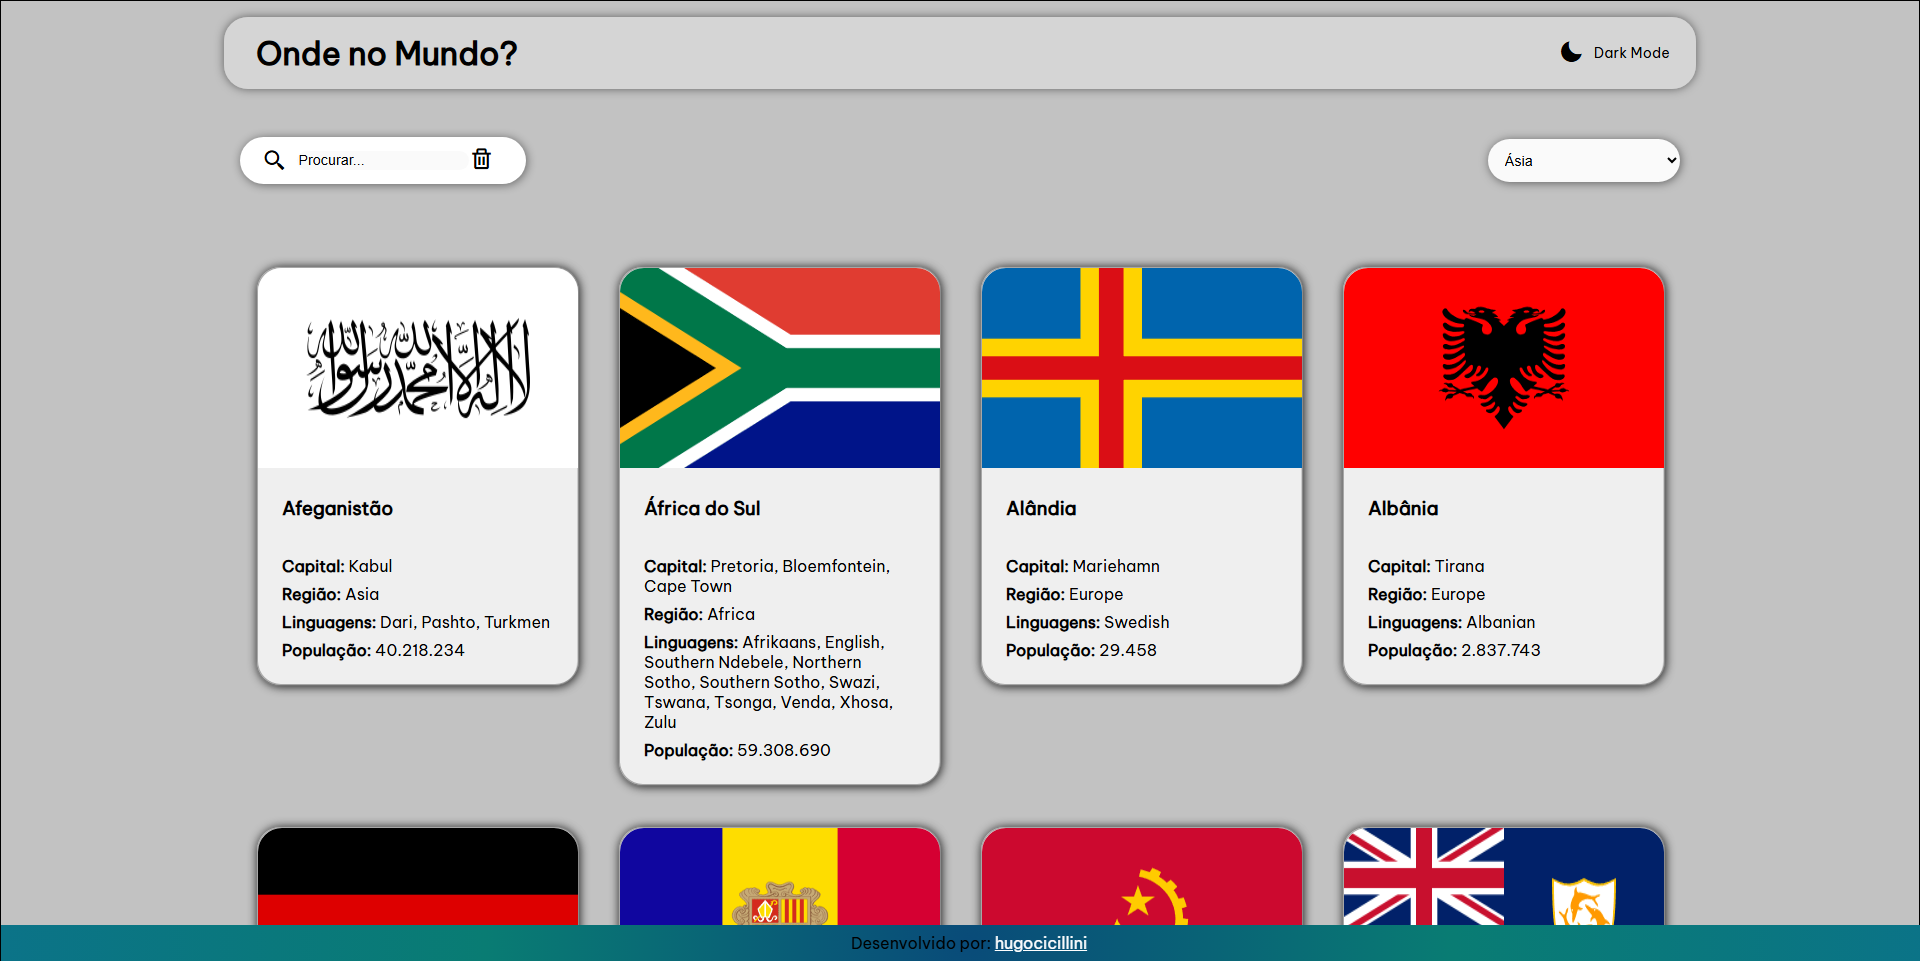 Onde no Mundo?
Dark Mode
Procurar...
Ásia
لا إله إلا الله محمد رسول الله
Afeganistão
Capital: Kabul
Região: Asia
Linguagens: Dari, Pashto, Turkmen
População: 40.218.234
África do Sul
Capital: Pretoria, Bloemfontein,
Cape Town
Região: Africa
Linguagens: Afrikaans, English,
Southern Ndebele, Northern
Sotho, Southern Sotho, Swazi,
Tswana, Tsonga, Venda, Xhosa,
Zulu
População: 59.308.690
Alândia
Capital: Mariehamn
Região: Europe
Linguagens: Swedish
População: 29.458
Albânia
Capital: Tirana
Região: Europe
Linguagens: Albanian
População: 2.837.743
Desenvolvido por: hugocicillini